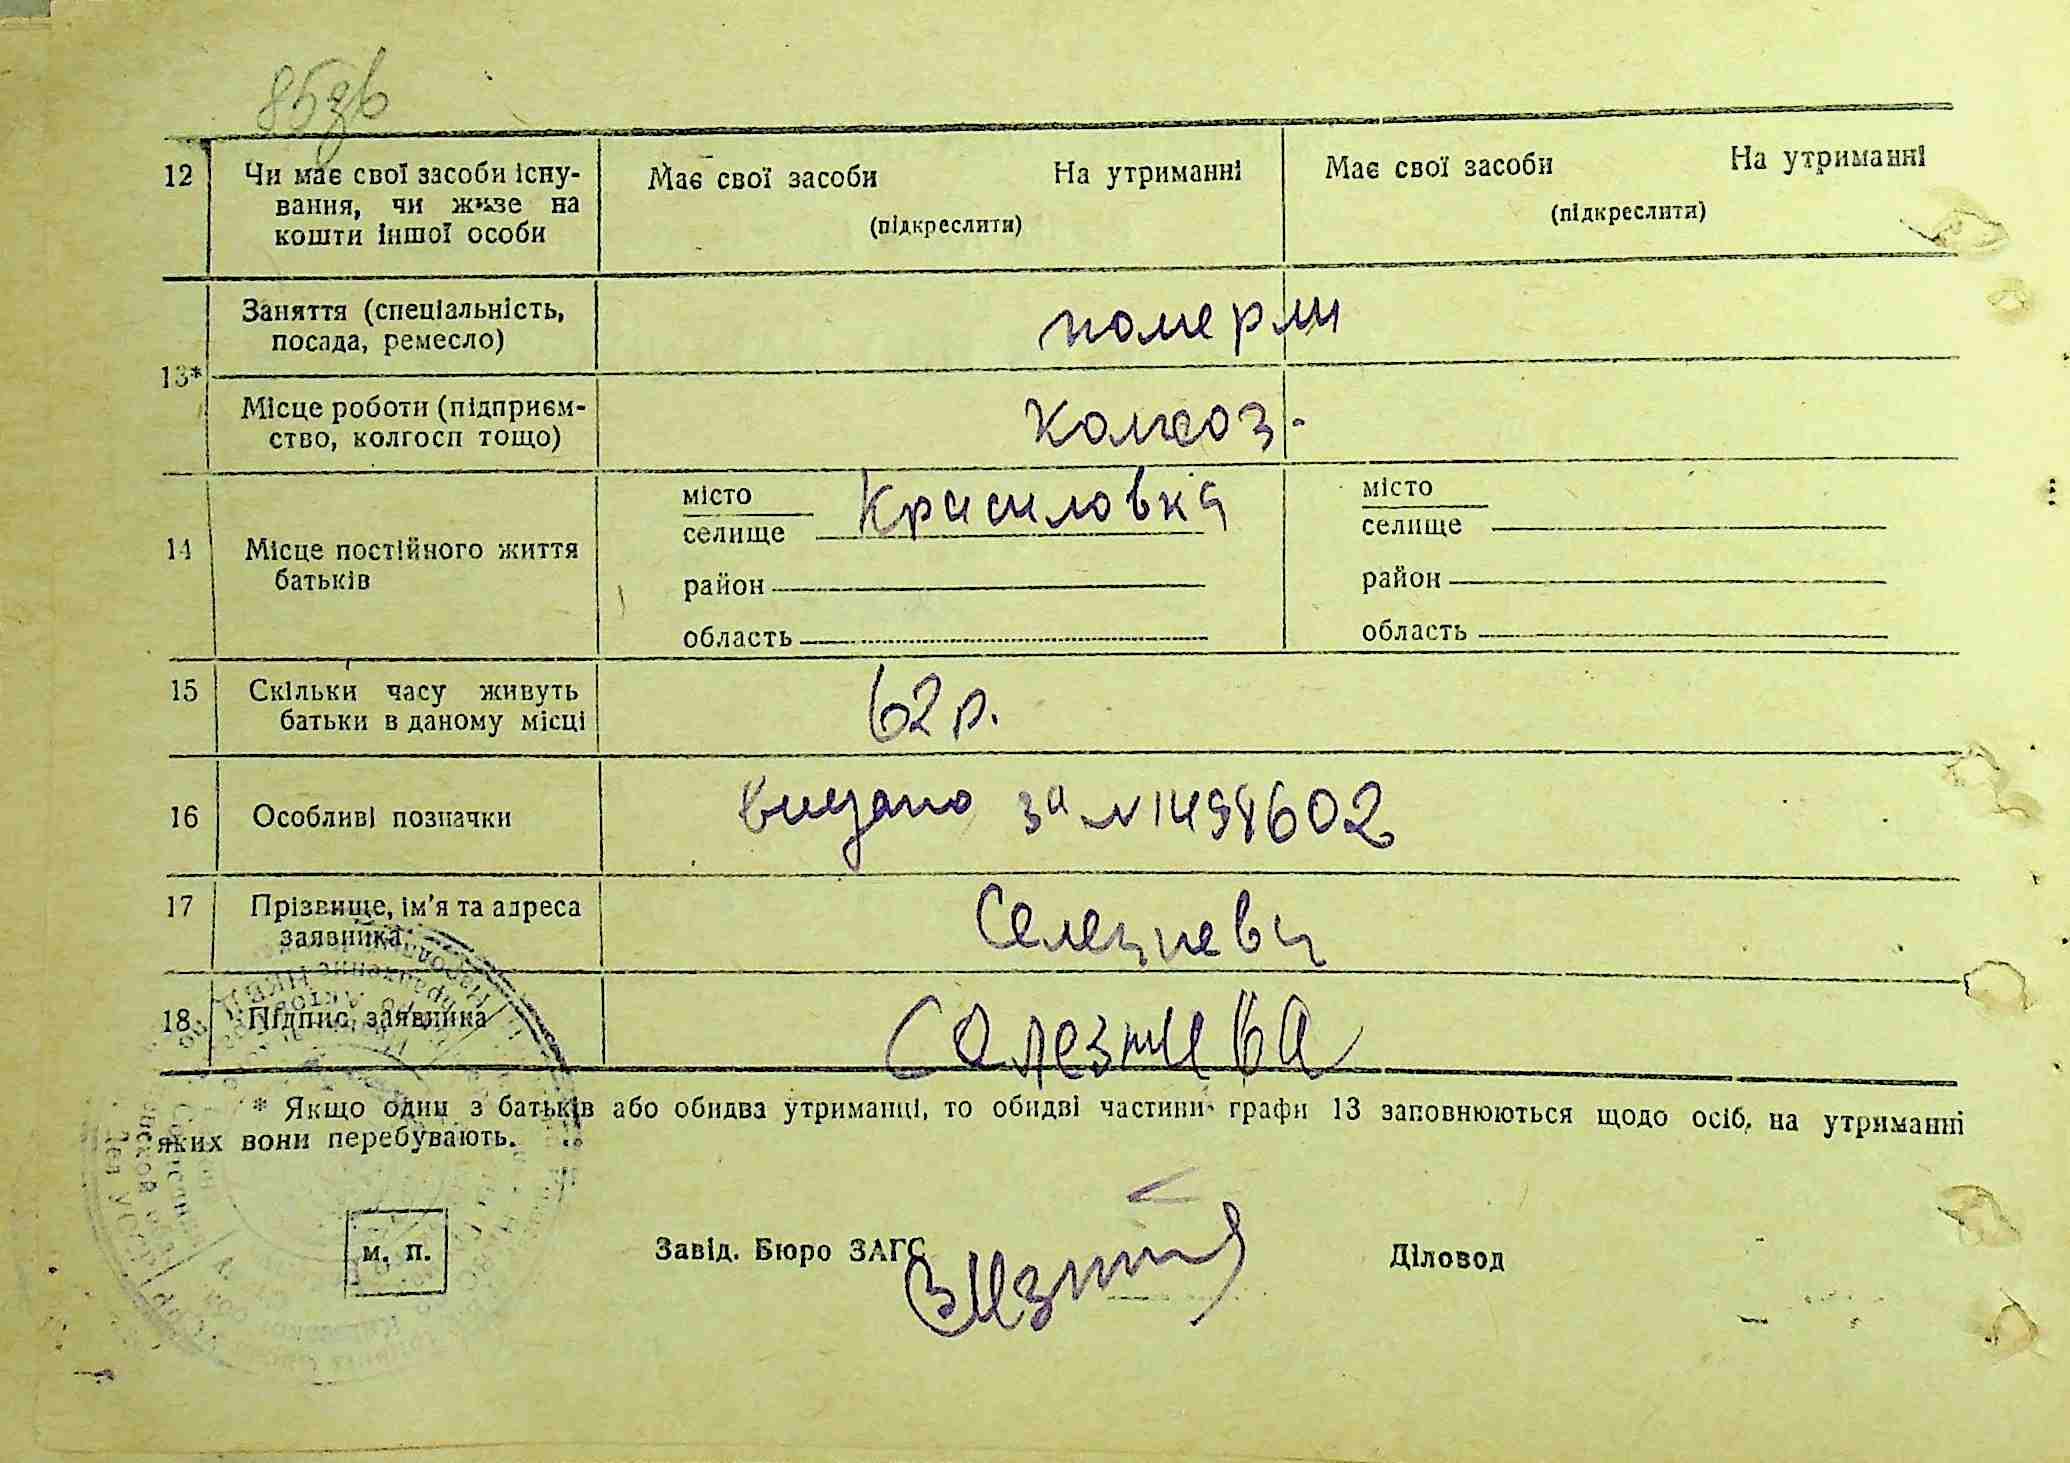 85зв
12 Чи має свої засоби існу-
вання, чи живе на
кошти іншої особи
Має свої засоби На утриманні
(підкреслити)
Має свої засоби На утриманні
(підкреслити)
13*
Заняття (спеціальність,
посада, ремесло)
померли
Місце роботи (підприєм-
ство, колгосп тощо)
колхоз-
14 Місце постійного життя
батьків
місто
селище Красиловка
район
область
місто
селище
район
область
15 Скільки часу живуть
батьки в даному місці
62 р.
16 Особливі позначки
видано за № 1498602
17 Прізвище, ім'я та адреса
заявника
Селезнева
18 Підпис заявника
Селезнева
* Якщо один з батьків або обидва утриманці, то обидві частини графи 13 заповнюються щодо осіб, на утриманні
яких вони перебувають.
м. п.
Завід. Бюро ЗАГС
Діловод